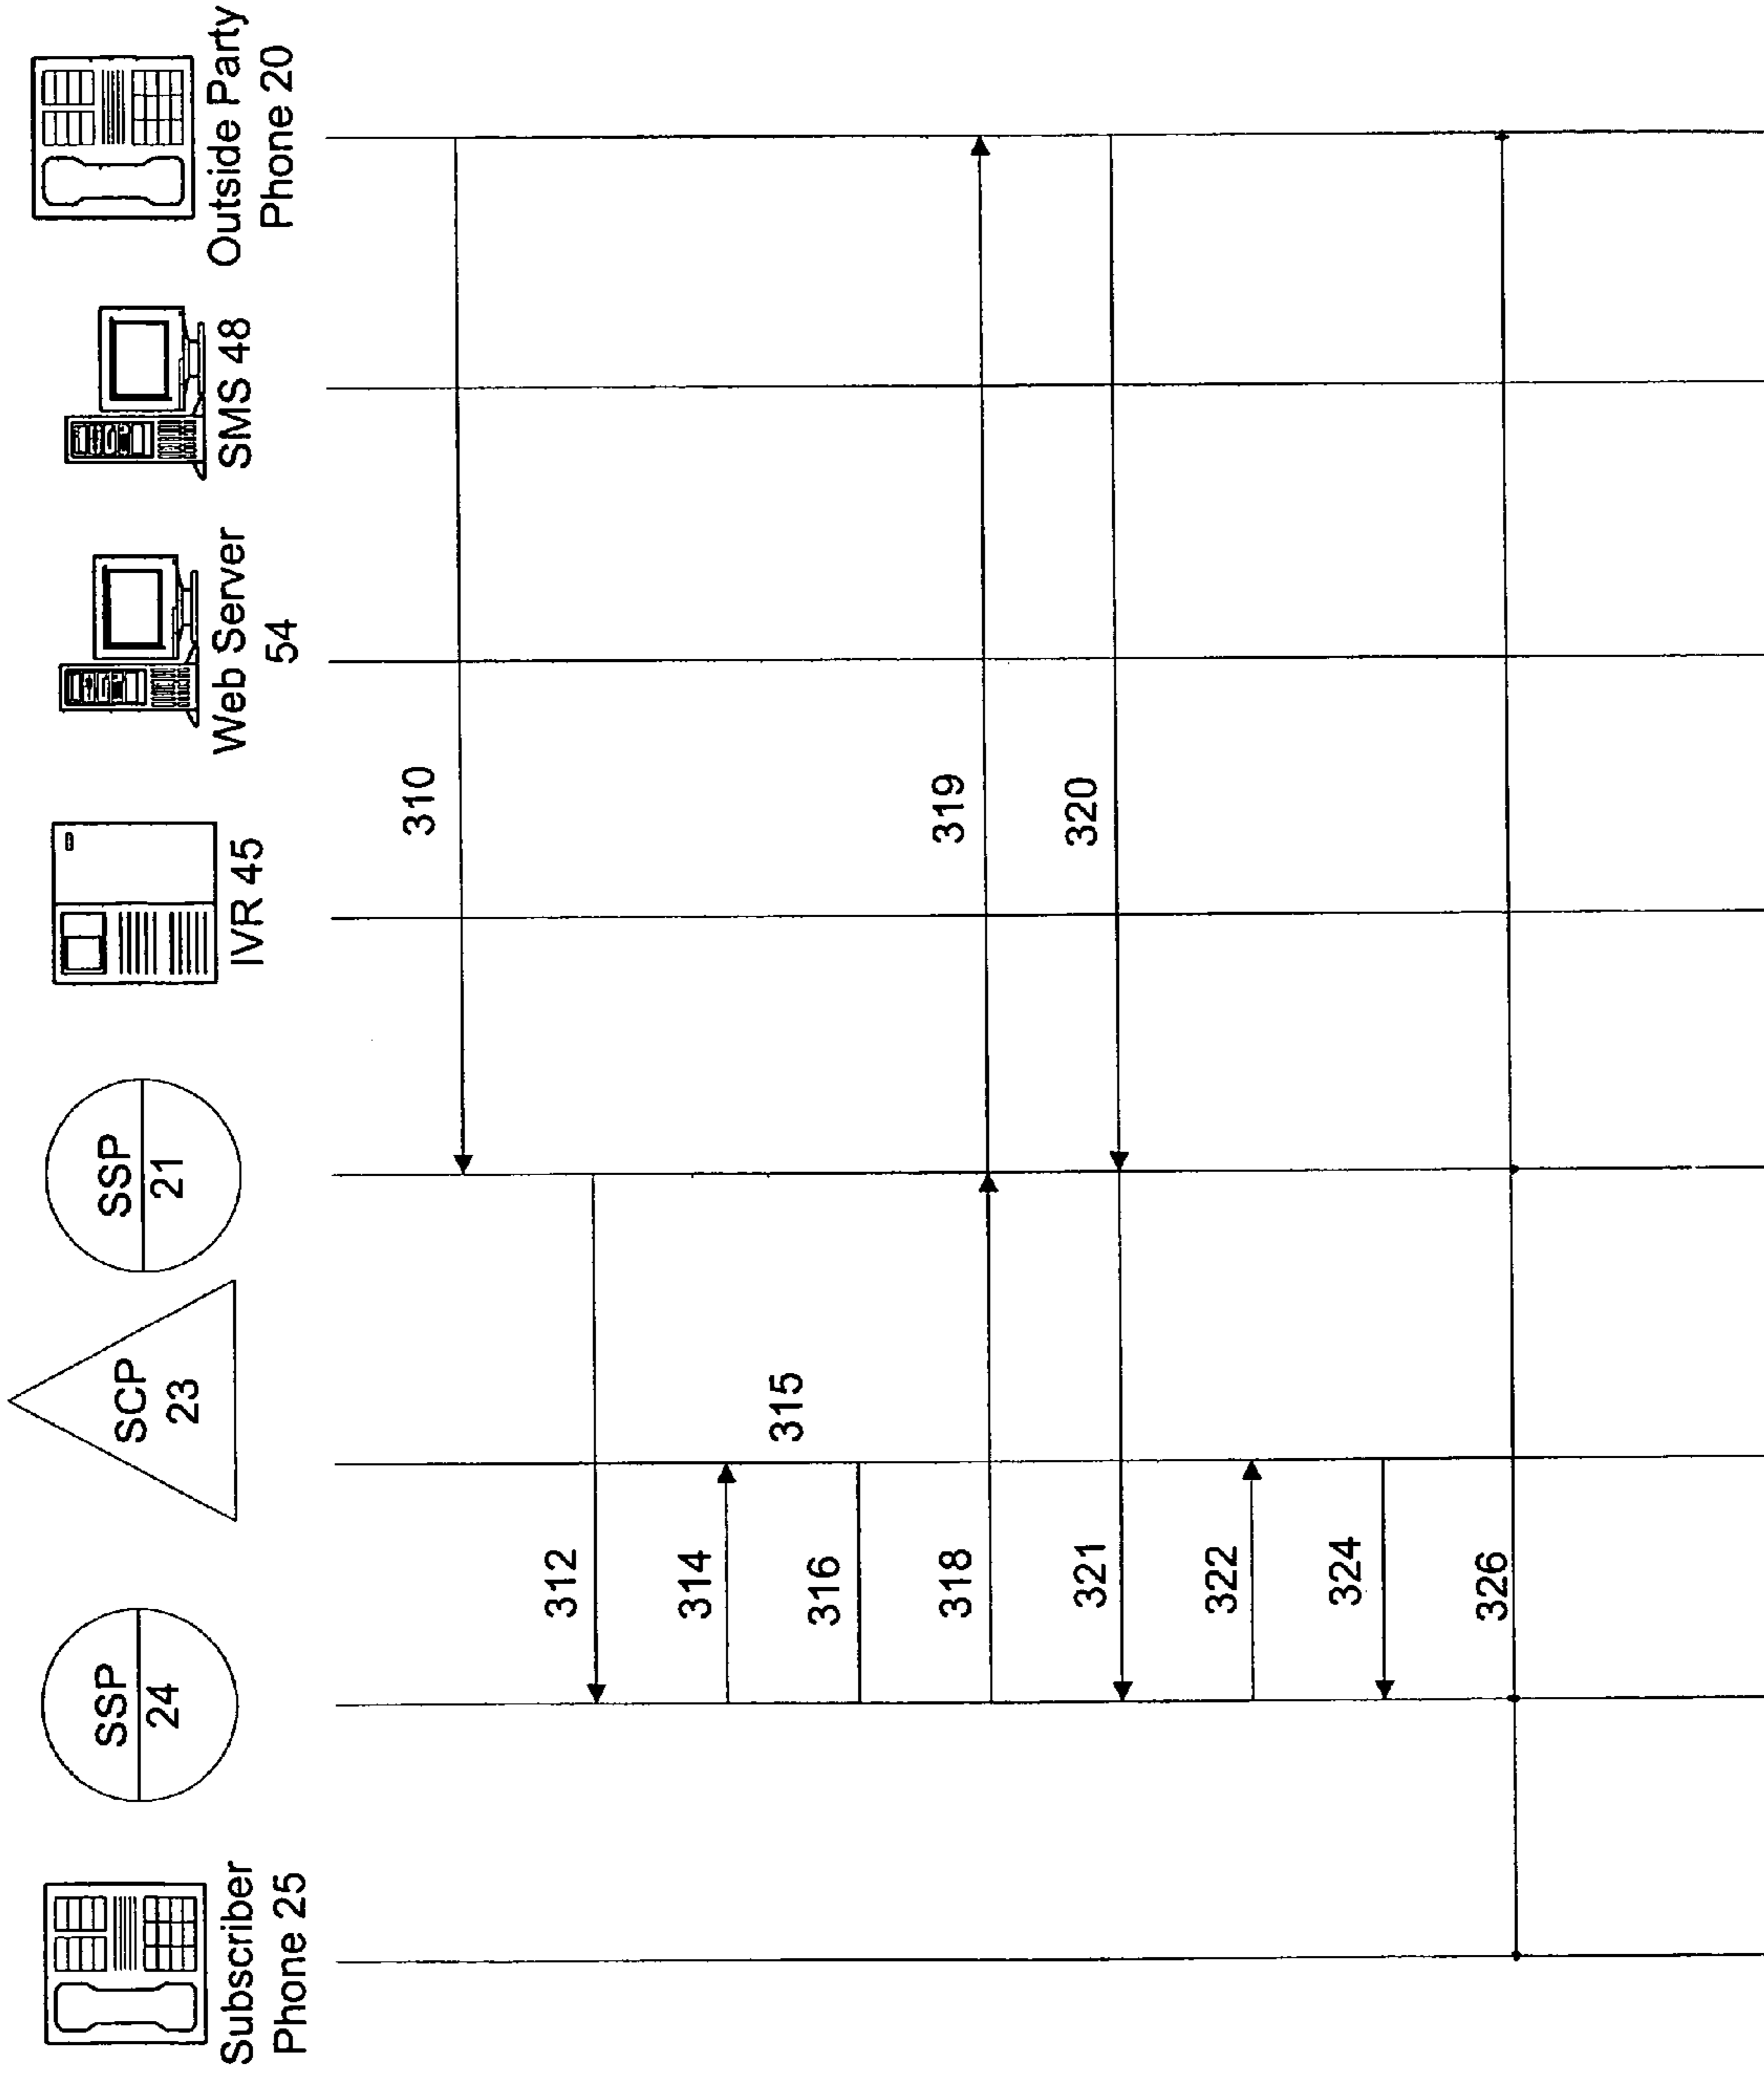 Subscriber
Phone 25
SSP
24
SCP
23
SSP
21
IVR 45
Web Server
54
SMS 48
Outside Party
Phone 20
310
312
314
315
316
318
319
320
321
322
324
326